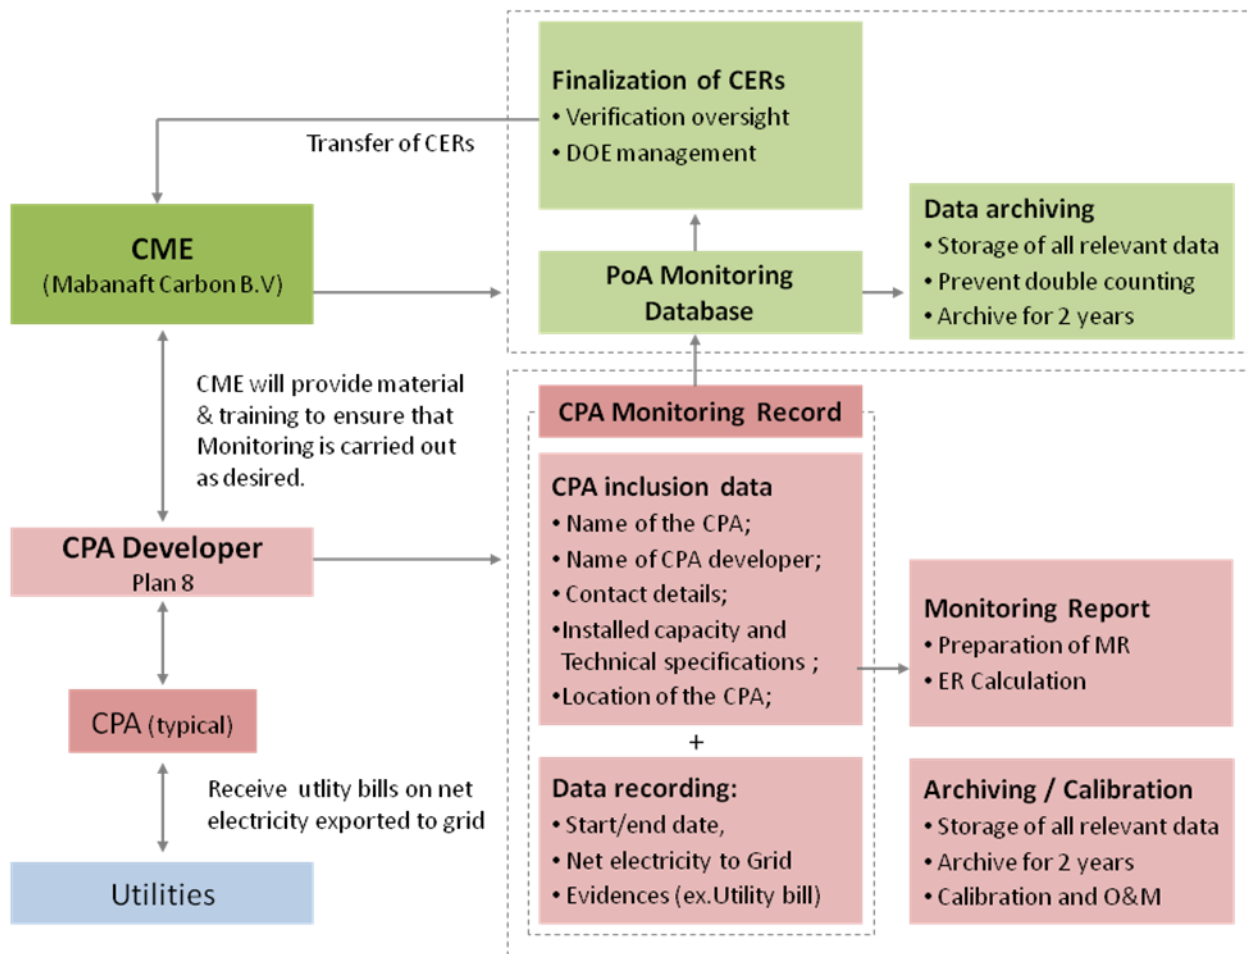 Finalization of CERs
• Verification oversight
• DOE management
Transfer of CERs
CME
(Mabanaft Carbon B.V)
PoA Monitoring
Database
Data archiving
• Storage of all relevant data
• Prevent double counting
• Archive for 2 years
CME will provide material
& training to ensure that
Monitoring is carried out
as desired.
CPA Developer
Plan 8
CPA (typical)
Receive utlity bills on net
electricity exported to grid
Utilities
CPA Monitoring Record
CPA inclusion data
• Name of the CPA;
• Name of CPA developer;
• Contact details;
•Installed capacity and
Technical specifications ;
• Location of the CPA;
+
Data recording:
• Start/end date,
• Net electricity to Grid
• Evidences (ex.Utility bill)
Monitoring Report
• Preparation of MR
• ER Calculation
Archiving / Calibration
• Storage of all relevant data
• Archive for 2 years
• Calibration and O&M